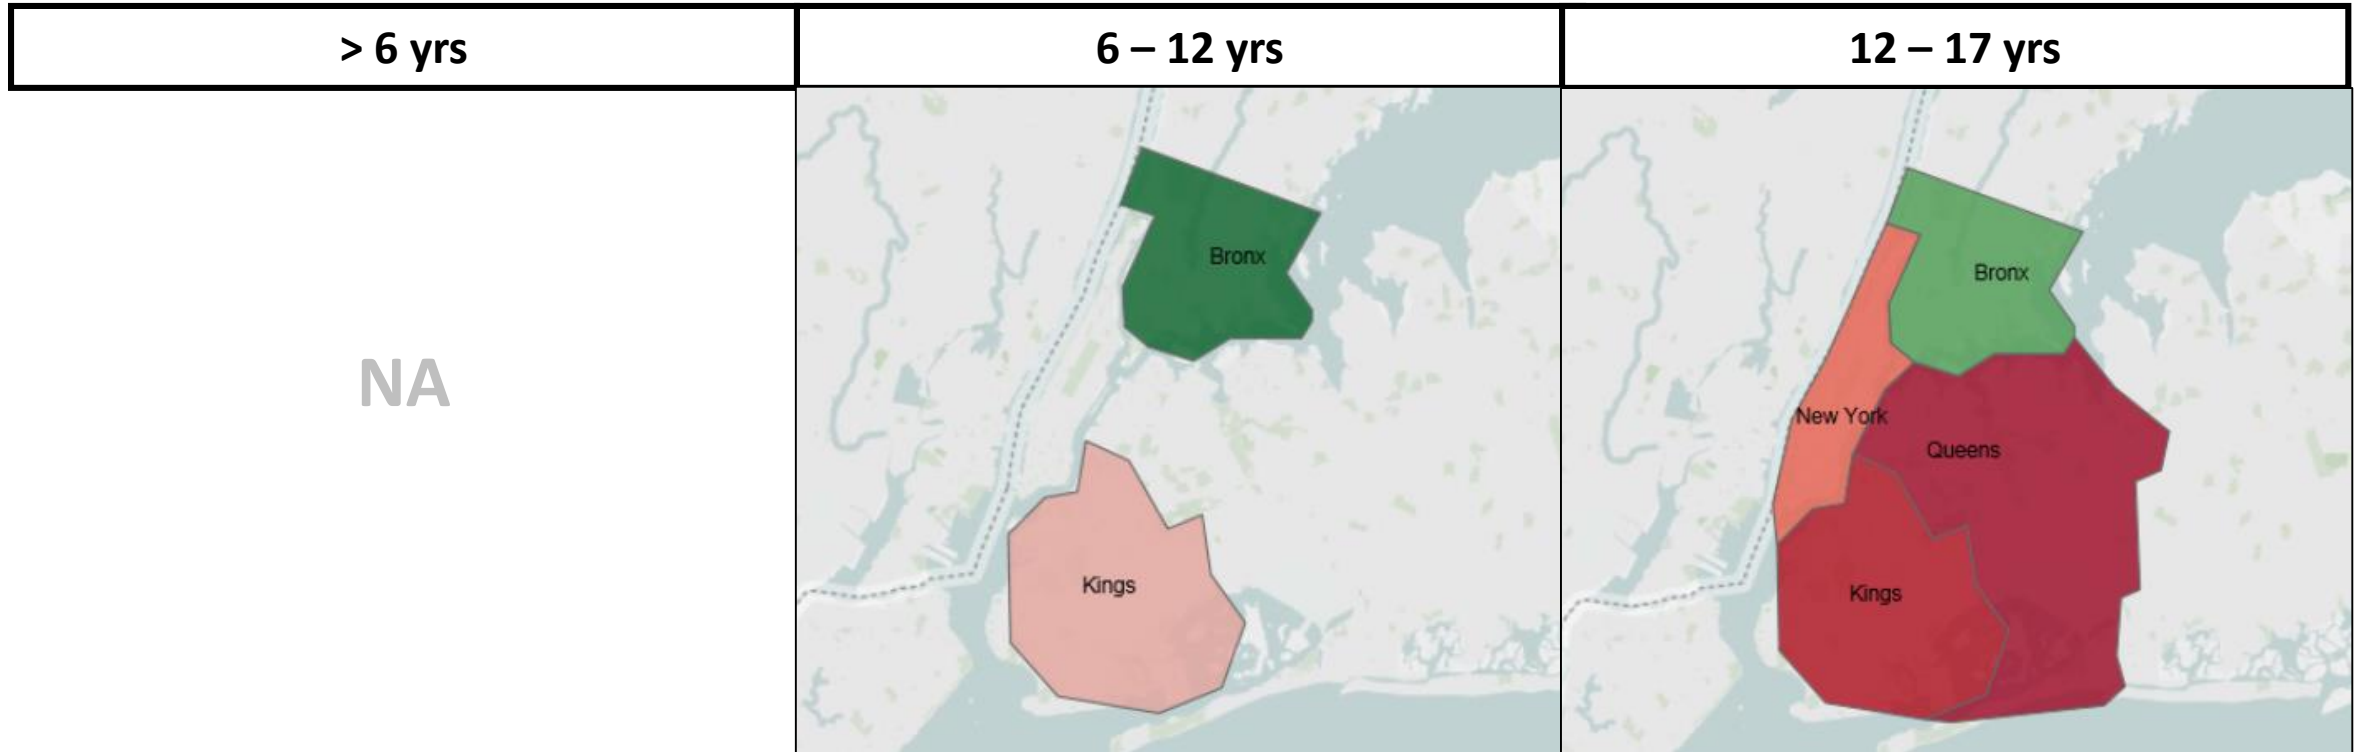 > 6 yrs
6 – 12 yrs
12 – 17 yrs
NA
Bronx
Kings
Bronx
New York
Queens
Kings